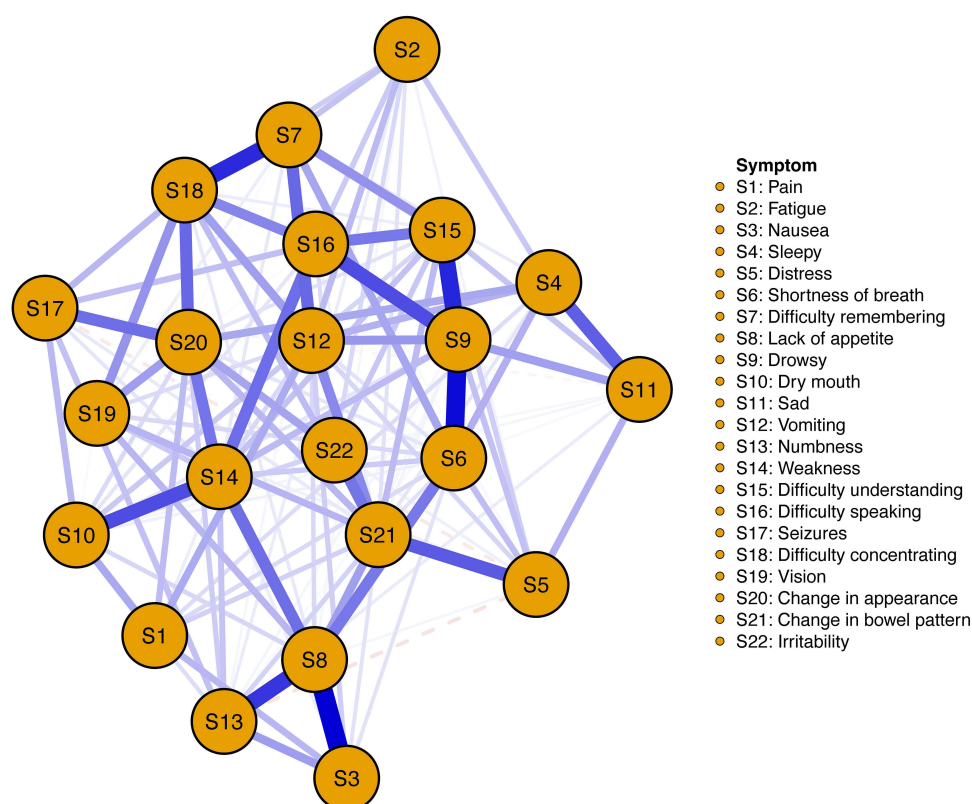 S2
S7
S18
S16
S15
S4
S17
S20
S12
S9
S11
S19
S22
S6
S14
S10
S21
S5
S1
S8
S13
S3
Symptom
S1: Pain
S2: Fatigue
S3: Nausea
S4: Sleepy
S5: Distress
S6: Shortness of breath
S7: Difficulty remembering
S8: Lack of appetite
S9: Drowsy
S10: Dry mouth
S11: Sad
S12: Vomiting
S13: Numbness
S14: Weakness
S15: Difficulty understanding
S16: Difficulty speaking
S17: Seizures
S18: Difficulty concentrating
S19: Vision
S20: Change in appearance
S21: Change in bowel pattern
S22: Irritability